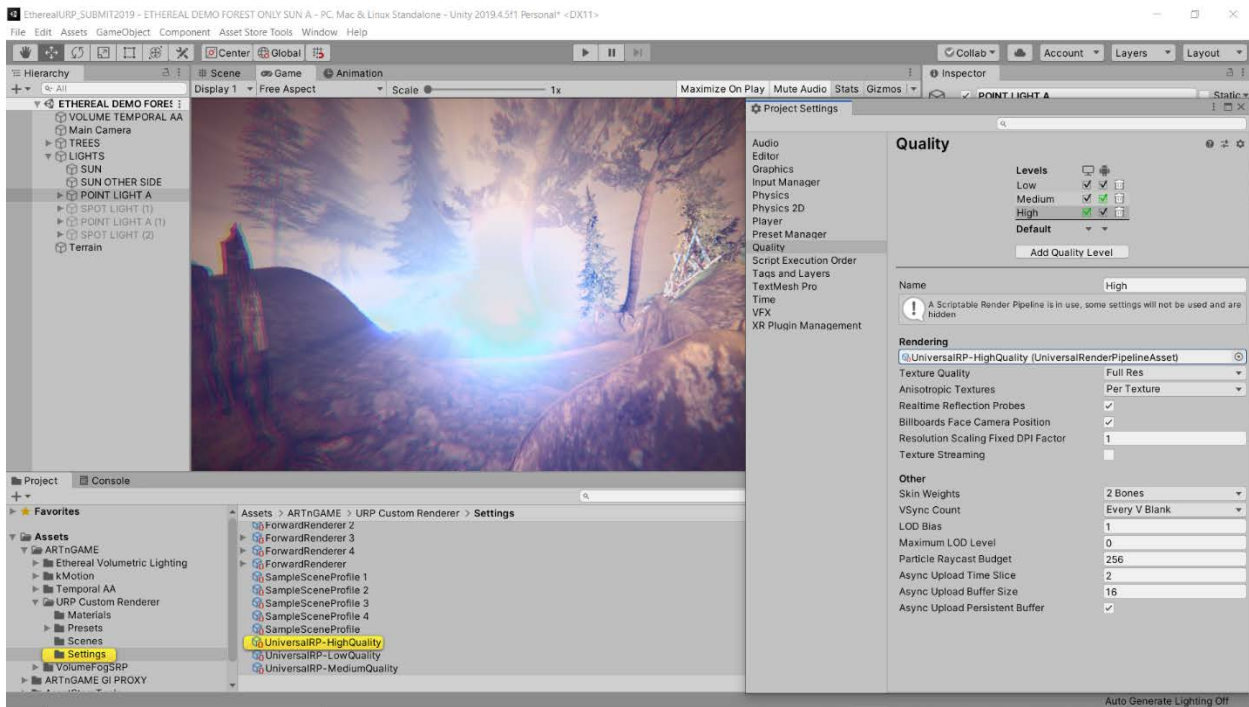 EtherealURP_SUBMIT2019 - ETHEREAL DEMO FOREST ONLY SUN A - PC, Mac & Linux Standalone - Unity 2019.4.5f1 Personal* <DX11>
File Edit Assets GameObject Component Asset Store Tools Window Help
Center Global Collab Account Layers Layout
Hierarchy Scene Game Animation Inspector
All Display 1 Free Aspect Scale 1x Maximize On Play Mute Audio Stats Gizmos POINT LIGHT A Static
ETHEREAL DEMO FORES
VOLUME TEMPORAL AA
Main Camera
TREES
LIGHTS
SUN
SUN OTHER SIDE
POINT LIGHT A
SPOT LIGHT (1)
POINT LIGHT A (1)
SPOT LIGHT (2)
Terrain
Project Settings
Audio
Editor
Graphics
Input Manager
Physics
Physics 2D
Player
Preset Manager
Quality
Script Execution Order
Tags and Layers
TextMesh Pro
Time
VFX
XR Plugin Management
Quality
Levels
Low
Medium
High
Default
Add Quality Level
Name High
A Scriptable Render Pipeline is in use, some settings will not be used and are
hidden
Rendering
UniversalRP-HighQuality (UniversalRenderPipelineAsset)
Texture Quality Full Res
Anisotropic Textures Per Texture
Realtime Reflection Probes
Billboards Face Camera Position
Resolution Scaling Fixed DPI Factor 1
Texture Streaming
Other
Skin Weights 2 Bones
VSync Count Every V Blank
LOD Bias 1
Maximum LOD Level 0
Particle Raycast Budget 256
Async Upload Time Slice 2
Async Upload Buffer Size 16
Async Upload Persistent Buffer
Project Console
Favorites
Assets
ARTnGAME
Ethereal Volumetric Lighting
kMotion
Temporal AA
URP Custom Renderer
Materials
Presets
Scenes
Settings
VolumeFogSRP
ARTnGAME GI PROXY
Assets > ARTnGAME > URP Custom Renderer > Settings
ForwardRenderer 2
ForwardRenderer 3
ForwardRenderer 4
ForwardRenderer
SampleSceneProfile 1
SampleSceneProfile 2
SampleSceneProfile 3
SampleSceneProfile 4
SampleSceneProfile
UniversalRP-HighQuality
UniversalRP-LowQuality
UniversalRP-MediumQuality
Auto Generate Lighting Off